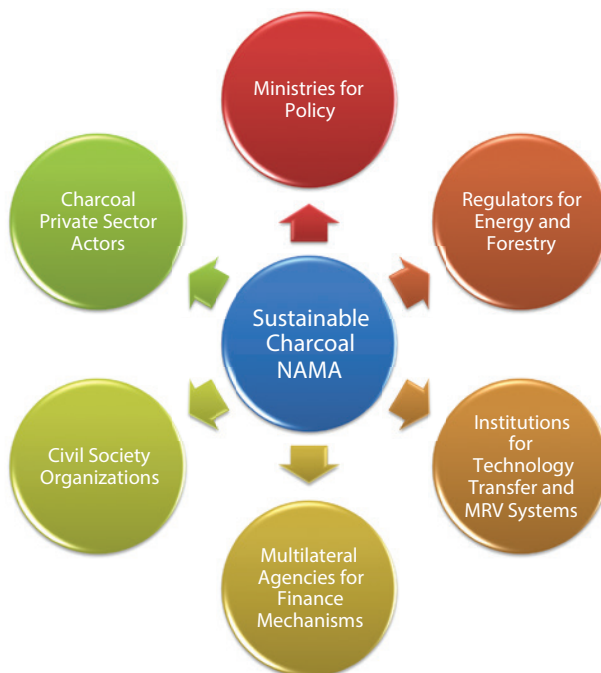 Ministries for
Policy
Regulators for
Energy and
Forestry
Institutions
for
Technology
Transfer and
MRV Systems
Multilateral
Agencies for
Finance
Mechanisms
Civil Society
Organizations
Charcoal
Private Sector
Actors
Sustainable
Charcoal
NAMA